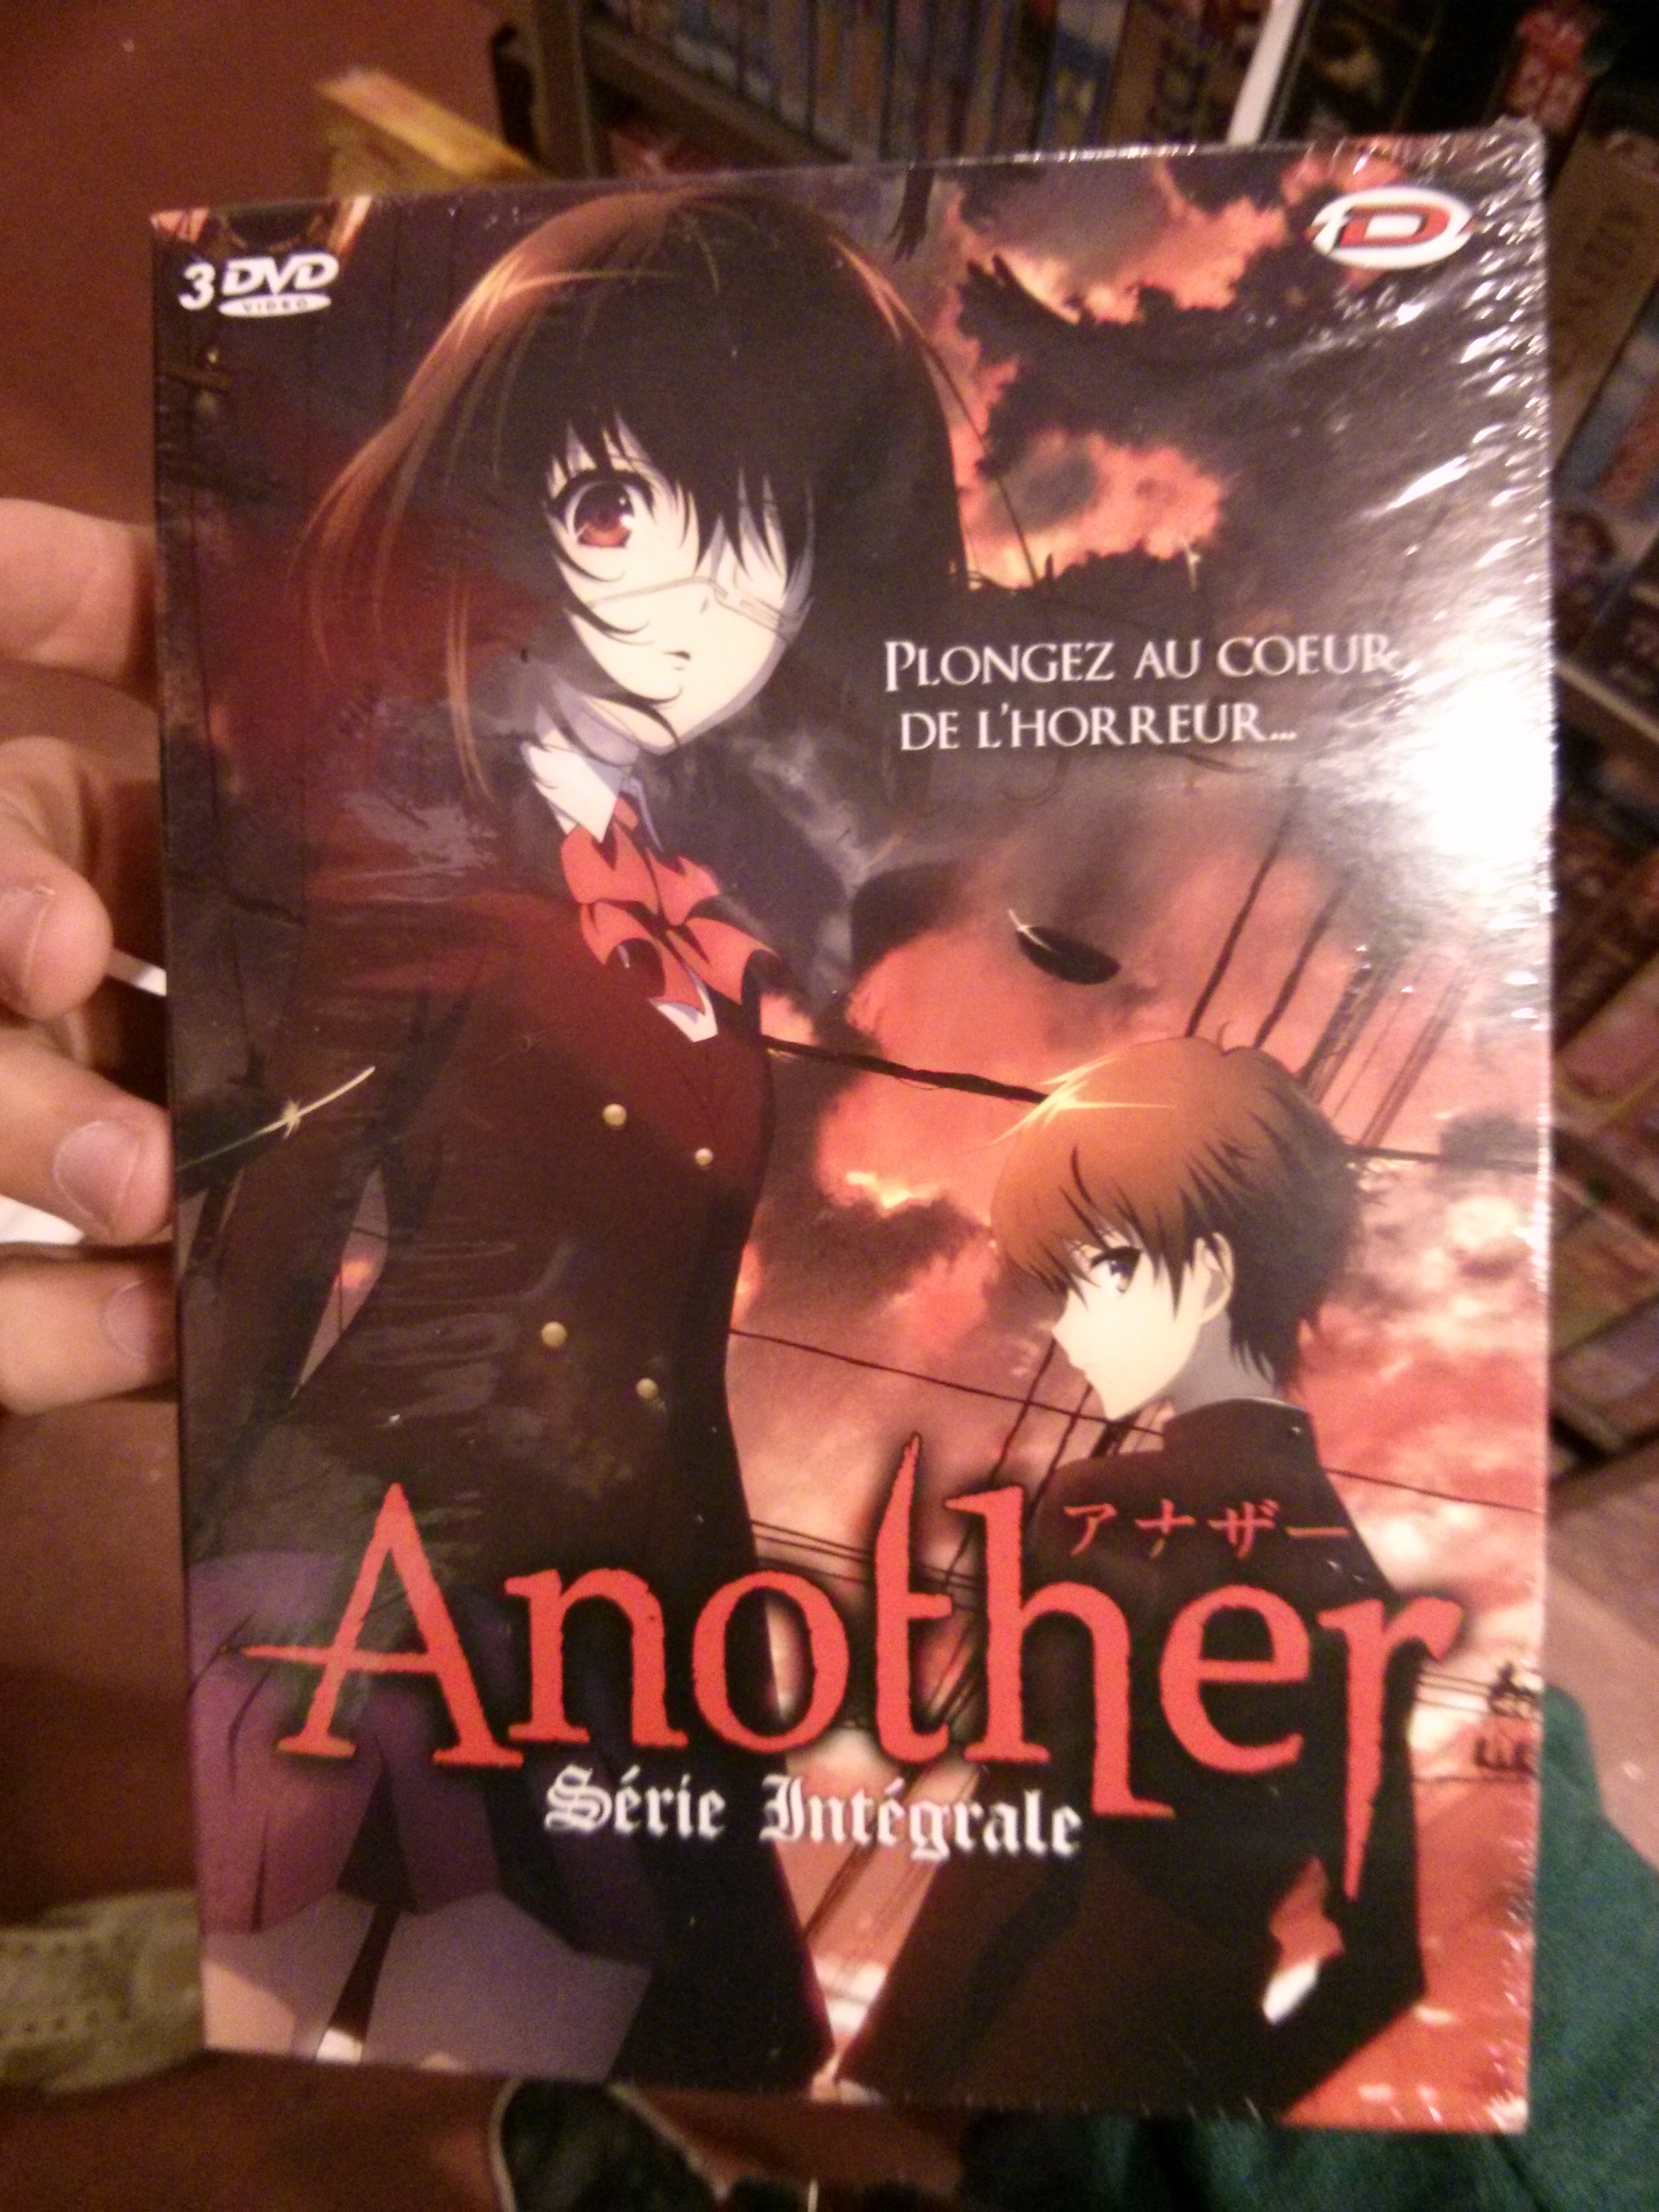 3 DVD
VIDEO
D
PLONGEZ AU COEUR
DE L'HORREUR...
アナザー
Another
Série Intégrale